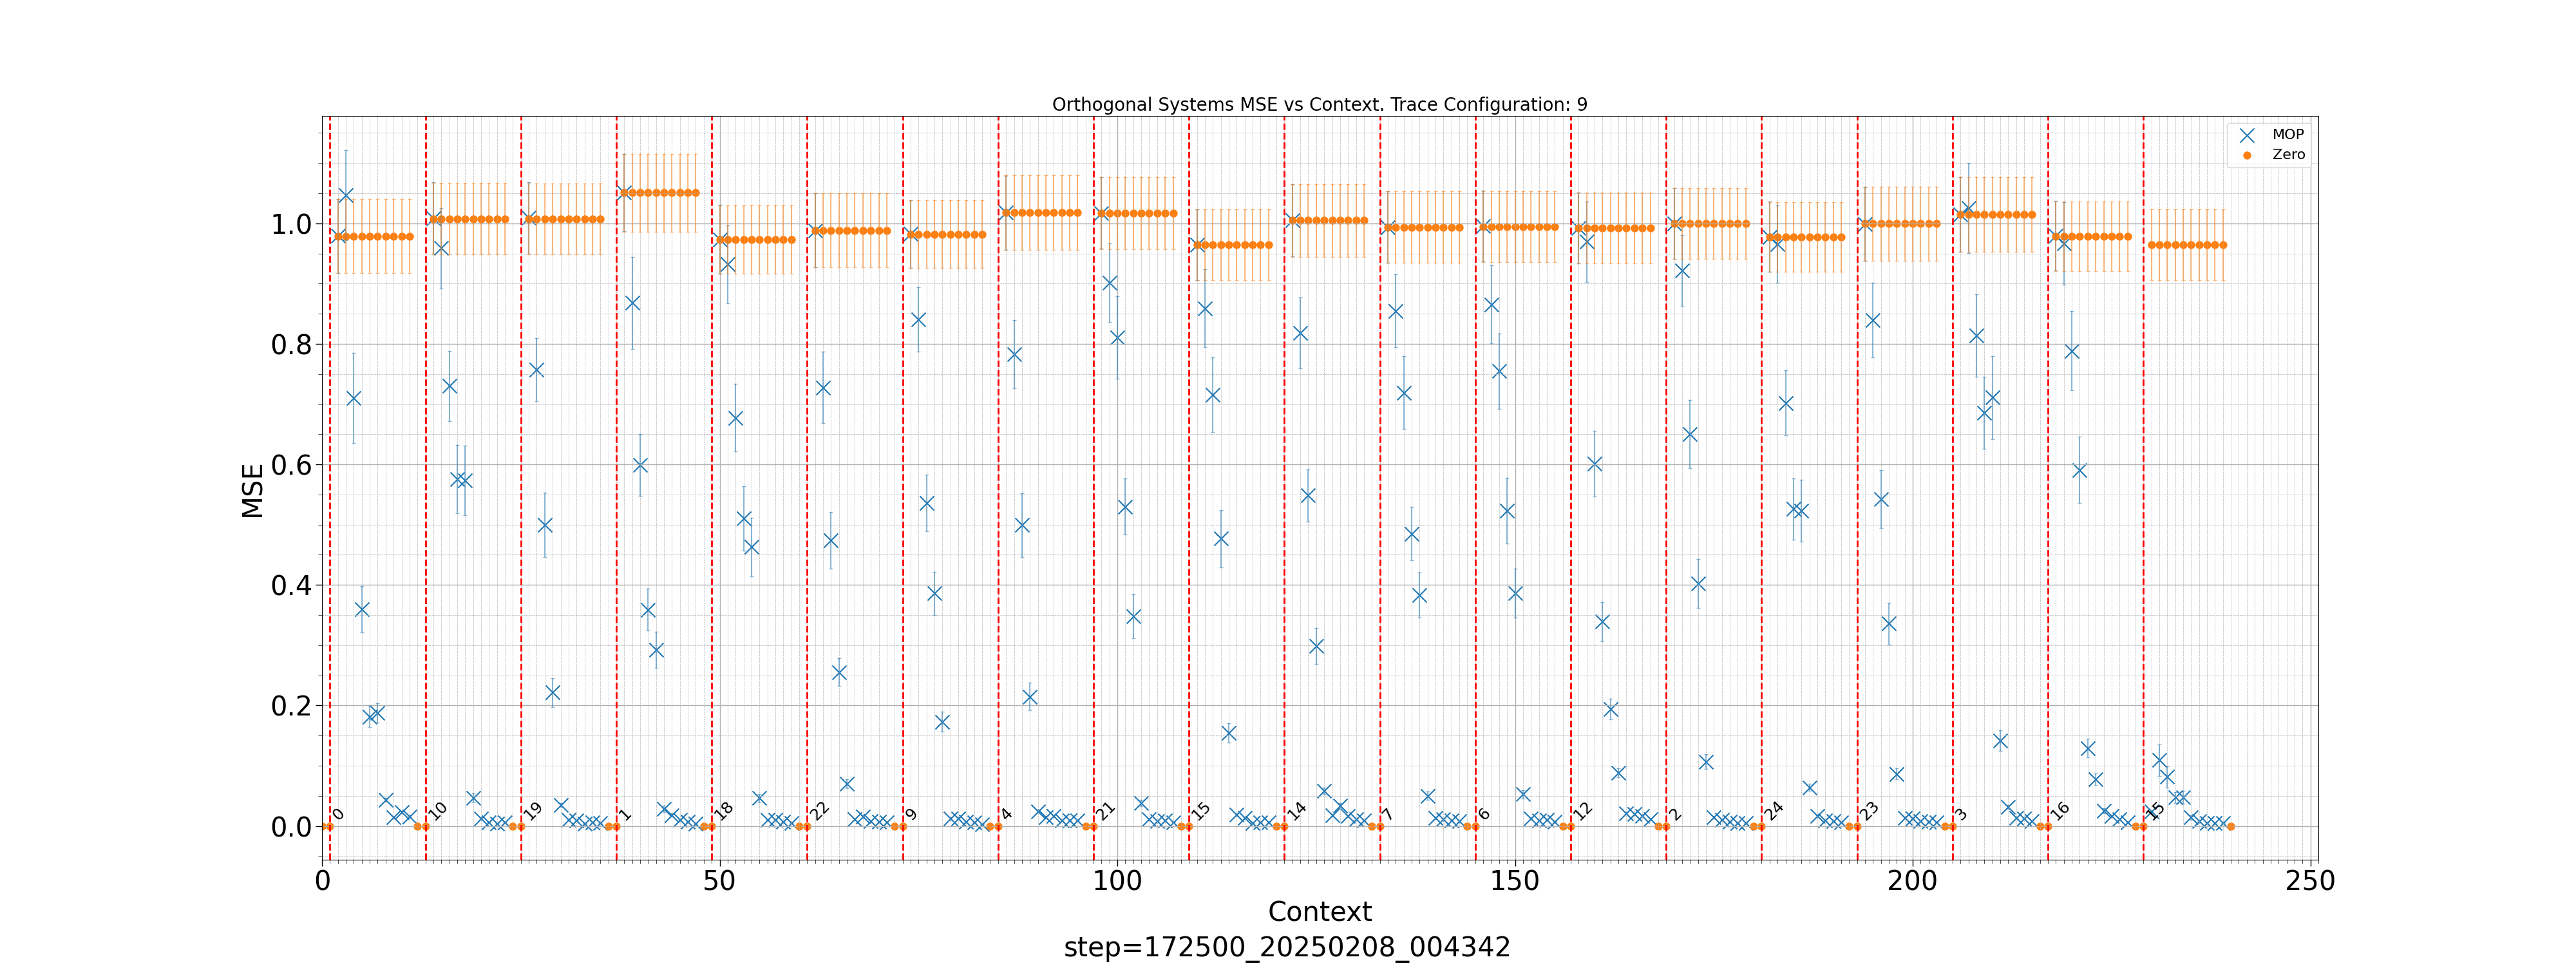 Orthogonal Systems MSE vs Context. Trace Configuration: 9
MOP
Zero
MSE
1.0
0.8
0.6
0.4
0.2
0.0
0 10 19 1 18 22 9 4 21 15 14 7 6 12 2 24 23 3 16 15
0 50 100 150 200 250
Context
step=172500_20250208_004342